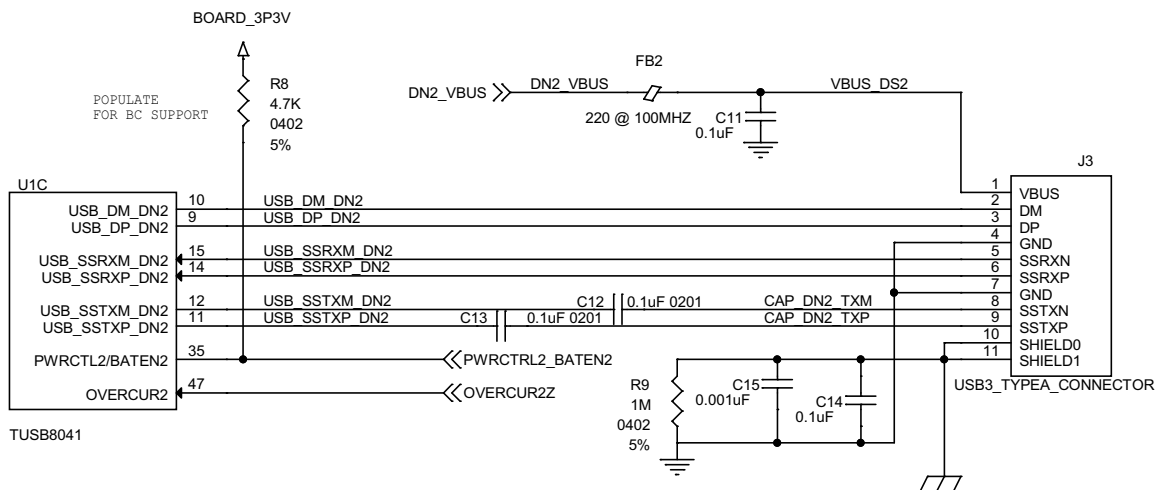 BOARD_3P3V
POPULATE
FOR BC SUPPORT
R8
4.7K
0402
5%
FB2
DN2_VBUS
DN2_VBUS
VBUS_DS2
220 @ 100MHZ
C11
0.1uF
J3
U1C
USB_DM_DN2 10 USB_DM_DN2 1 VBUS
USB_DP_DN2 9 USB_DP_DN2 2 DM
3 DP
4 GND
USB_SSRXM_DN2 15 USB_SSRXM_DN2 5 SSRXN
USB_SSRXP_DN2 14 USB_SSRXP_DN2 6 SSRXP
7 GND
USB_SSTXM_DN2 12 USB_SSTXM_DN2 C12 0.1uF 0201 CAP_DN2_TXM 8 SSTXN
USB_SSTXP_DN2 11 USB_SSTXP_DN2 C13 0.1uF 0201 CAP_DN2_TXP 9 SSTXP
10 SHIELD0
PWRCTL2/BATEN2 35 PWRCTRL2_BATEN2 11 SHIELD1
USB3_TYPEA_CONNECTOR
OVERCUR2 47 OVERCUR2Z
R9
1M
0402
5%
C15
0.001uF
C14
0.1uF
TUSB8041